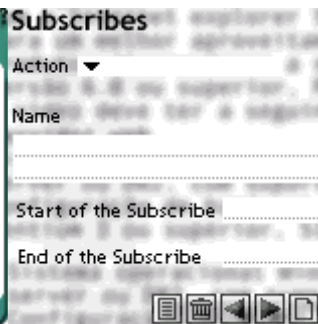 Subscribes
Action
Name
Start of the Subscribe
End of the Subscribe